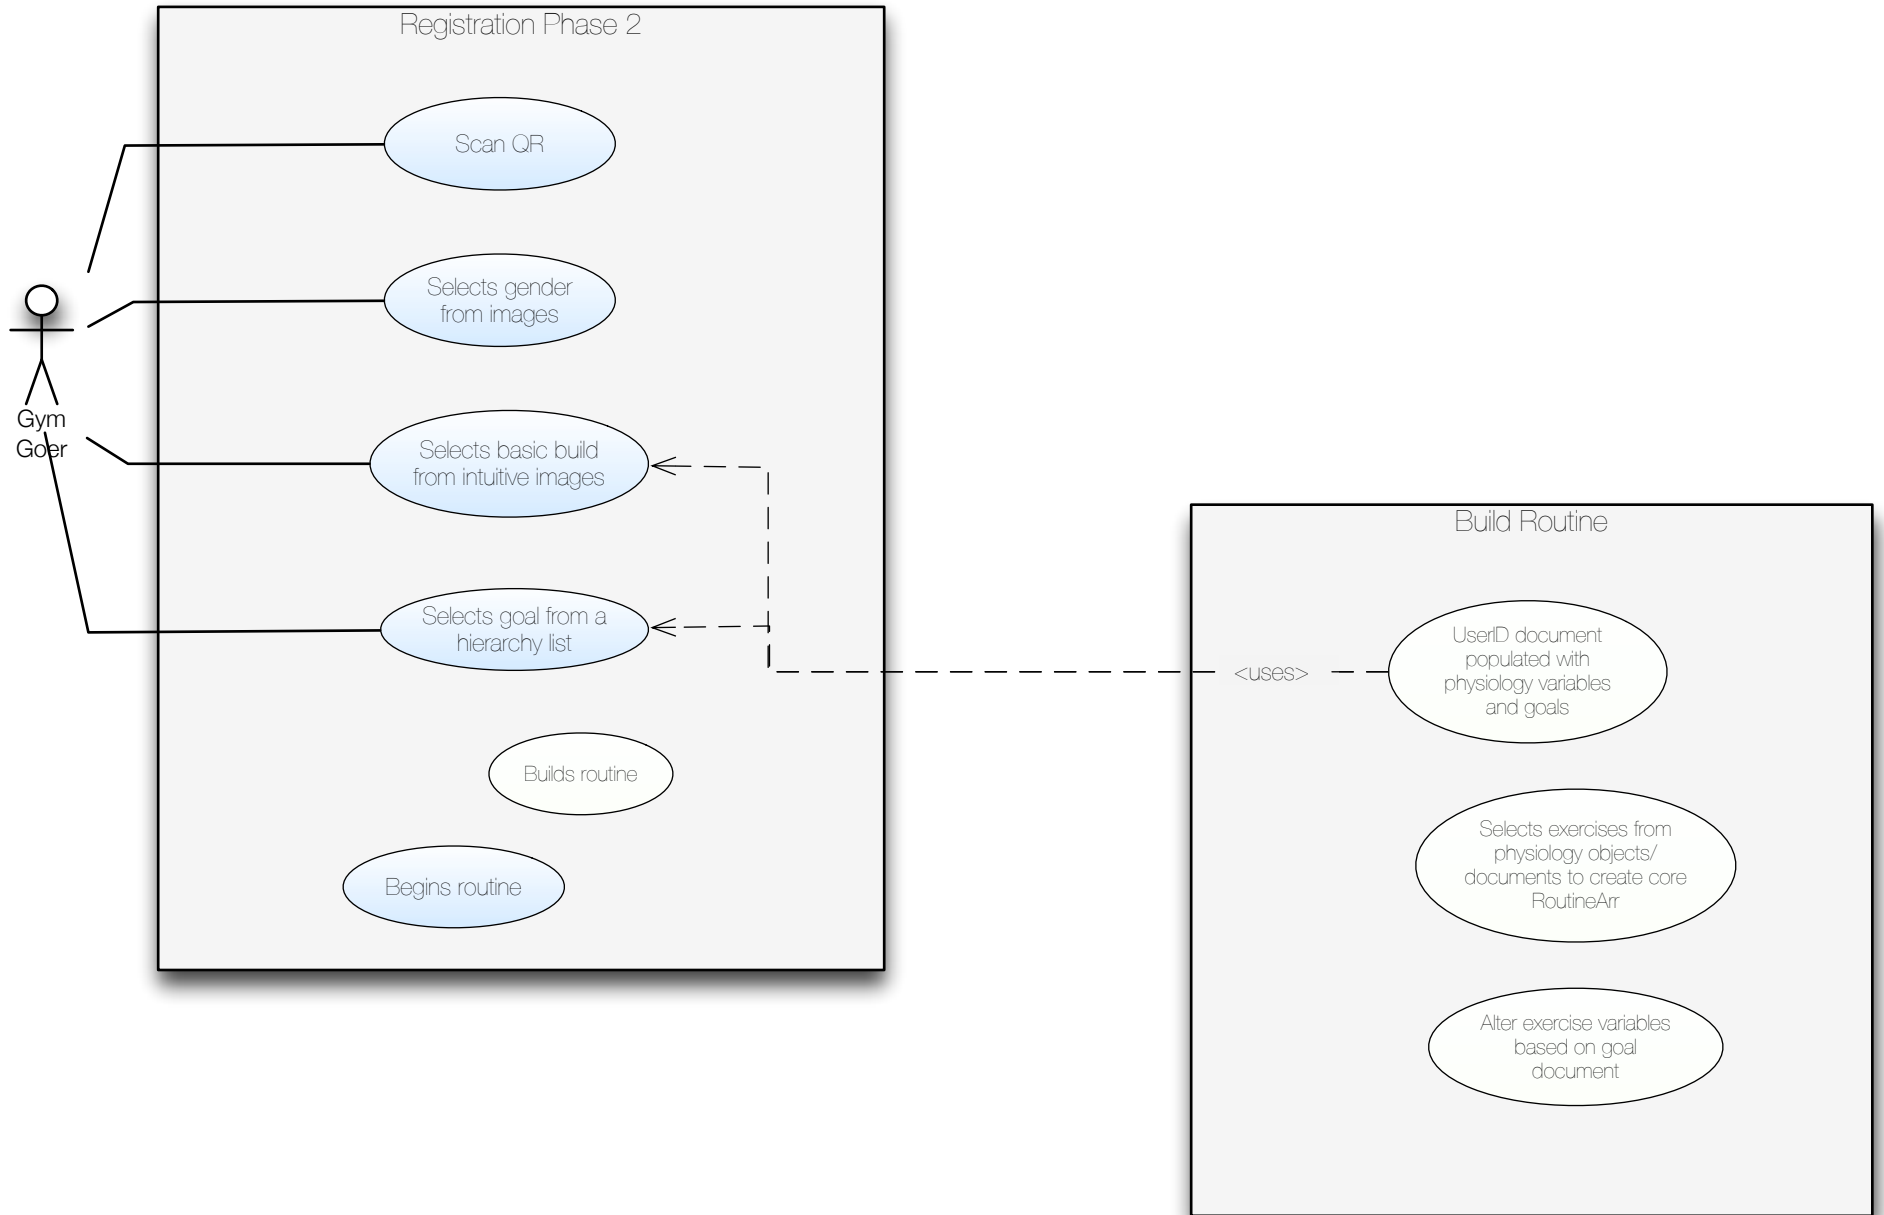 Registration Phase 2
Scan QR
Selects gender
from images
Gym
Goer
Selects basic build
from intuitive images
Selects goal from a
hierarchy list
Builds routine
Begins routine
Build Routine
<uses>
UserID document
populated with
physiology variables
and goals
Selects exercises from
physiology objects/
documents to create core
RoutineArr
Alter exercise variables
based on goal
document